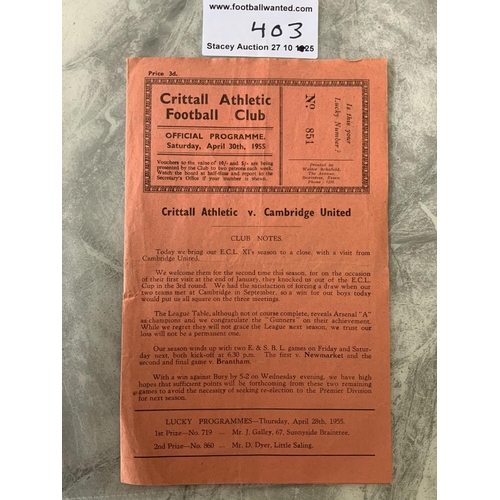 www.footballwanted.com
403
Stacey Auction 27 10 25
Price 3d.
Crittall Athletic
Football Club
OFFICIAL PROGRAMME.
Saturday, April 30th, 1955
Vouchers to the value of 10/- and 5/- are being
presented by the Club to two persons each week.
Watch the board at half-time and report to the
Secretary's Office if your number is shewn.
Is this your
Lucky Number?
No. 851
Printed by
The Avenue,
Crittall Athletic v. Cambridge United
CLUB NOTES.
Today we bring our E.C.L. XI's season to a close, with a visit from
Cambridge United.
We welcome them for the second time this season, for on the occasion
of their first visit at the end of January, they knocked us out of the E.C.L.
Cup in the 3rd round. We had the satisfaction of forcing a draw when our
two teams met at Cambridge in September, so a win for our boys today
would put us all square on the three meetings.
The League Table, although not of course complete, reveals Arsenal "A"
as champions and we congratulate the "Gunners" on their achievement.
While we regret they will not grace the League next season, we trust our
loss will not be a permanent one.
Our season winds up with two E. & S.B.L. games on Friday and Satur-
day next, both kick-off at 6.30 p.m. The first v. Newmarket and the
second and final game v. Brantham.
With a win against Bury by 5-2 on Wednesday evening, we have high
hopes that sufficient points will be forthcoming from these two remaining
games to avoid the necessity of seeking re-election to the Premier Division
for next season.
LUCKY PROGRAMMES—Thursday, April 28th, 1955.
1st Prize—No. 719 ... Mr. J. Galley, 67, Sunnyside Braintree.
2nd Prize—No. 860 ... Mr. D. Dyer, Little Saling.